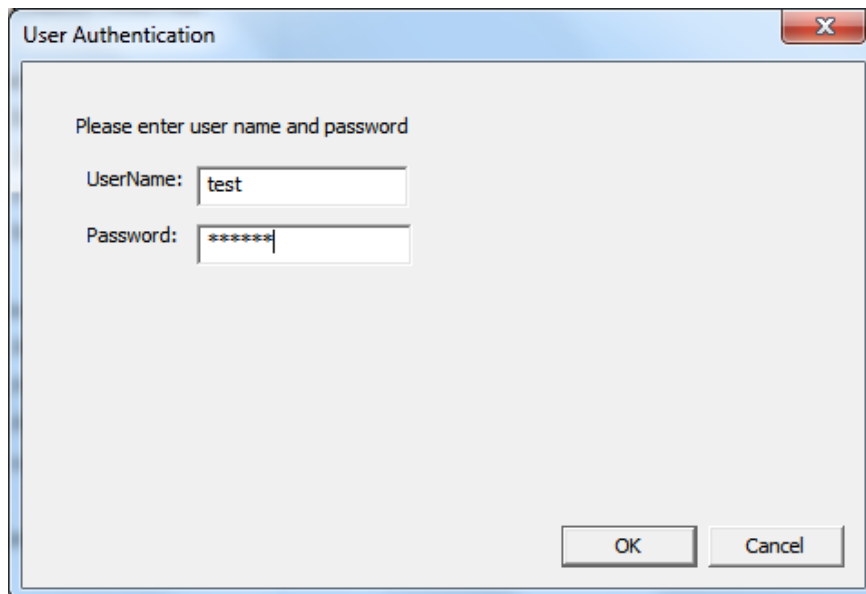 User Authentication
Please enter user name and password
UserName: test
Password: ******
OK Cancel